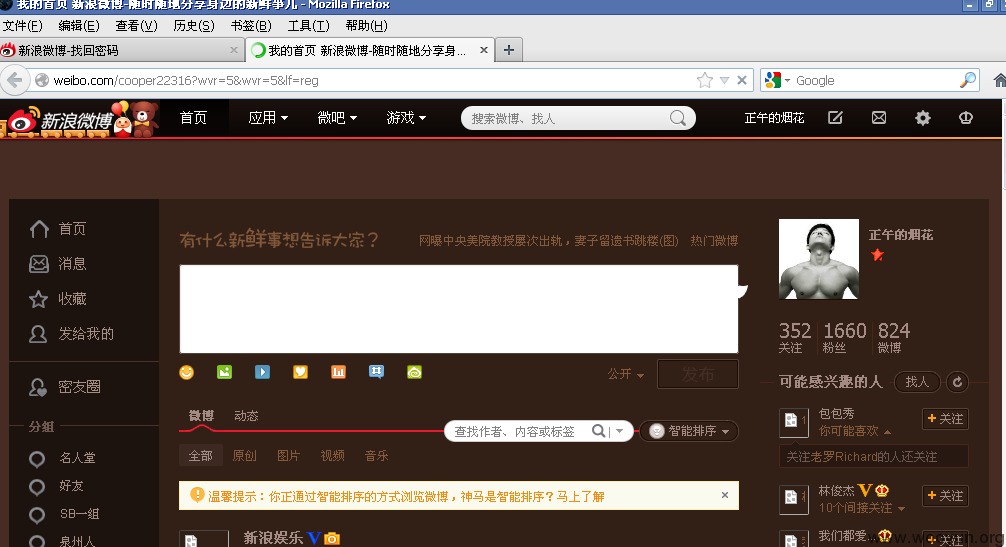 我的首页 新浪微博-随时随地分享身边的新鲜事儿 - Mozilla Firefox
文件(F) 编辑(E) 查看(V) 历史(S) 书签(B) 工具(T) 帮助(H)
新浪微博-找回密码 我的首页 新浪微博-随时随地分享身...
weibo.com/cooper22316?wvr=5&wvr=5&lf=reg Google
新浪微博 首页 应用 微吧 游戏 搜索微博、找人 正午的烟花
首页
消息
收藏
发给我的
密友圈
分组
名人堂
好友
SB一组
泉州人
有什么新鲜事想告诉大家? 网曝中央美院教授屡次出轨，妻子留遗书跳楼(图) 热门微博
公开 发布
微博 动态
查找作者、内容或标签 智能排序
全部 原创 图片 视频 音乐
温馨提示：你正通过智能排序的方式浏览微博，神马是智能排序？马上了解
新浪娱乐 V
正午的烟花
352 1660 824
关注 粉丝 微博
可能感兴趣的人 找人
包包秀 + 关注
你可能喜欢
关注老罗Richard的人还关注
林俊杰 V + 关注
10个间接关注
我们都爱 + 关注